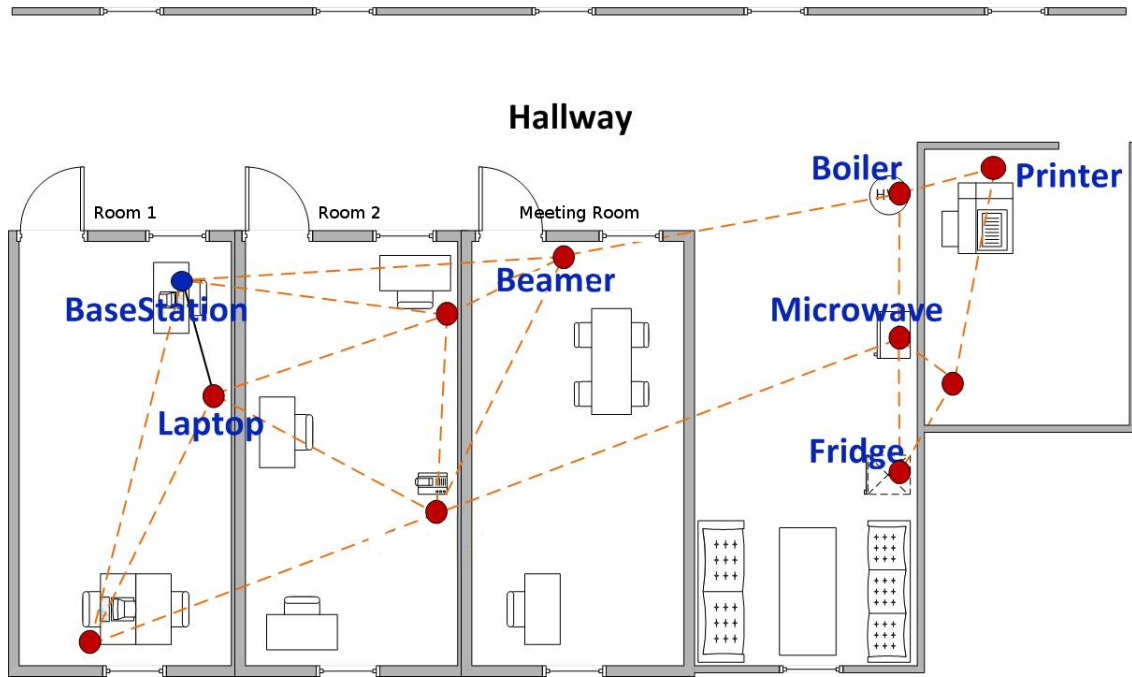 Hallway
Boiler
Printer
Room 1
Room 2
Meeting Room
Beamer
BaseStation
Microwave
Laptop
Fridge